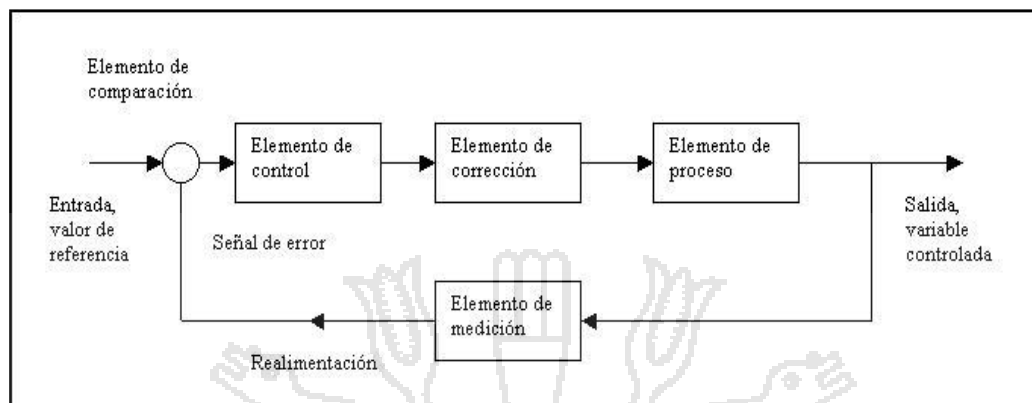 Elemento de
comparación
Elemento de
control
Elemento de
corrección
Elemento de
proceso
Entrada,
valor de
referencia
Señal de error
Salida,
variable
controlada
Elemento de
medición
Realimentación